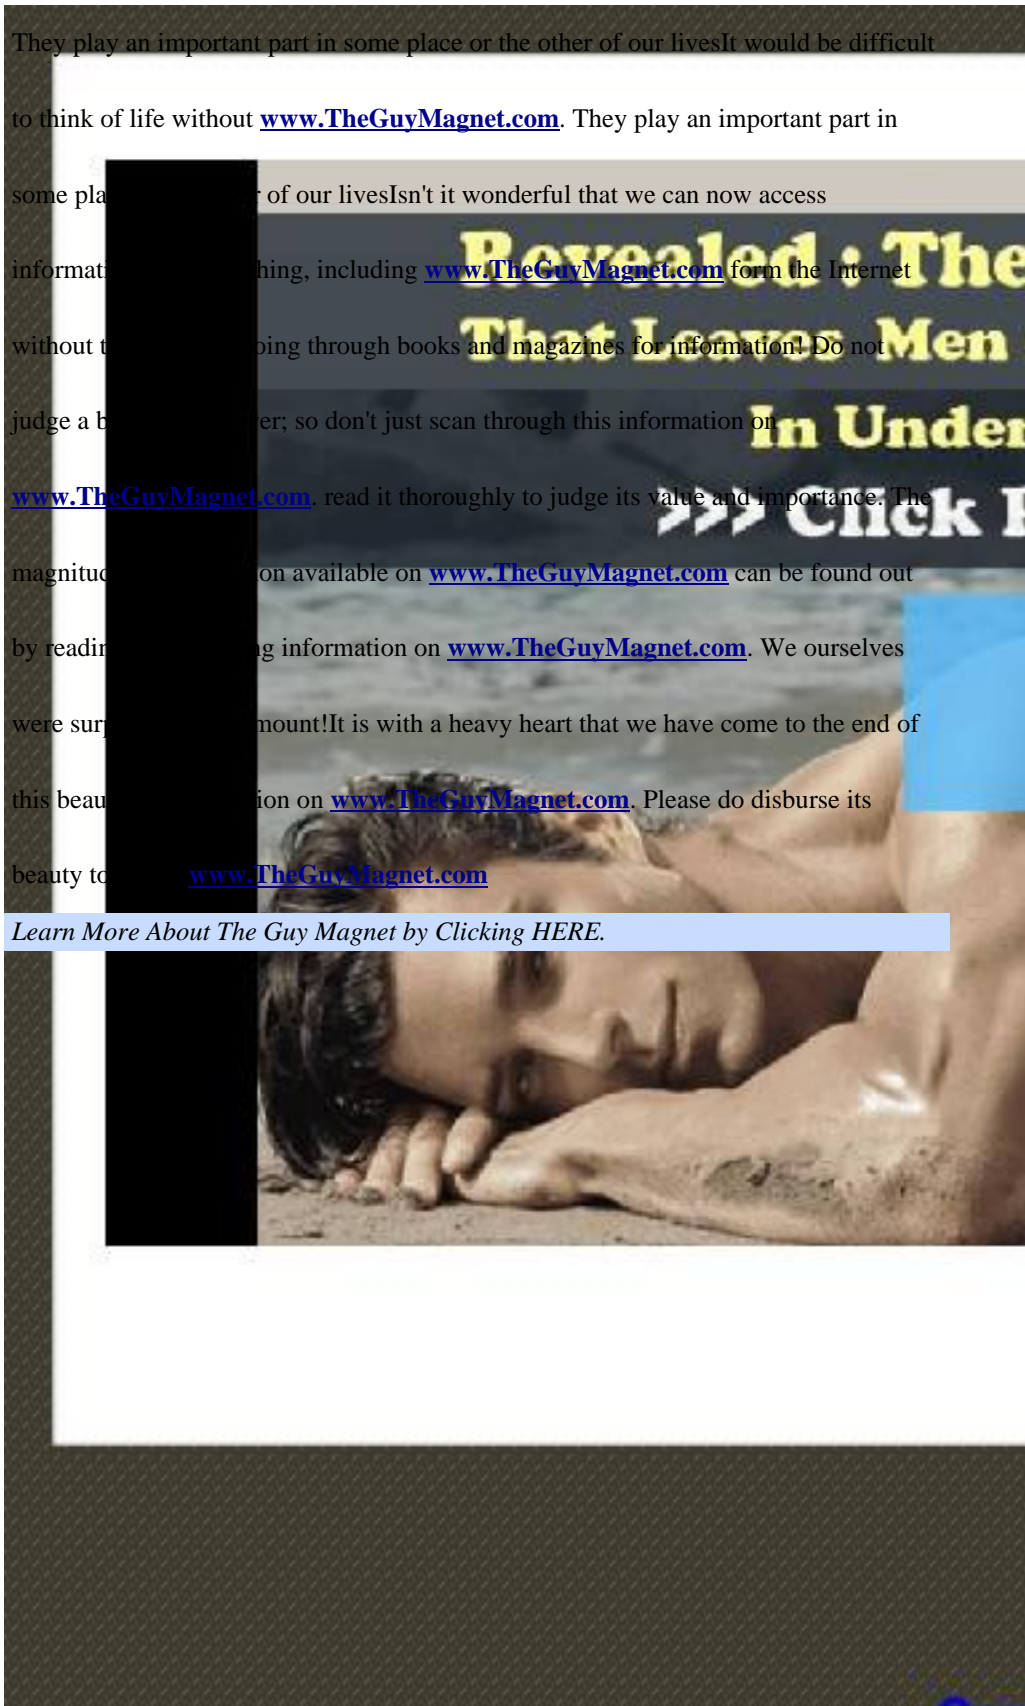 They play an important part in some place or the other of our livesIt would be difficult
to think of life without www.TheGuyMagnet.com. They play an important part in
some pla r of our livesIsn't it wonderful that we can now access
Revealed : The
informati hing, including www.TheGuyMagnet.com form the Internet
That Leaves Men
without t oing through books and magazines for information! Do not
In Under
judge a b er; so don't just scan through this information on
>>> Click
www.TheGuyMagnet.com. read it thoroughly to judge its value and importance. The
magnitud on available on www.TheGuyMagnet.com can be found out
by readin ng information on www.TheGuyMagnet.com. We ourselves
were surp mount!It is with a heavy heart that we have come to the end of
this beau ion on www.TheGuyMagnet.com. Please do disburse its
beauty to www.TheGuyMagnet.com
Learn More About The Guy Magnet by Clicking HERE.